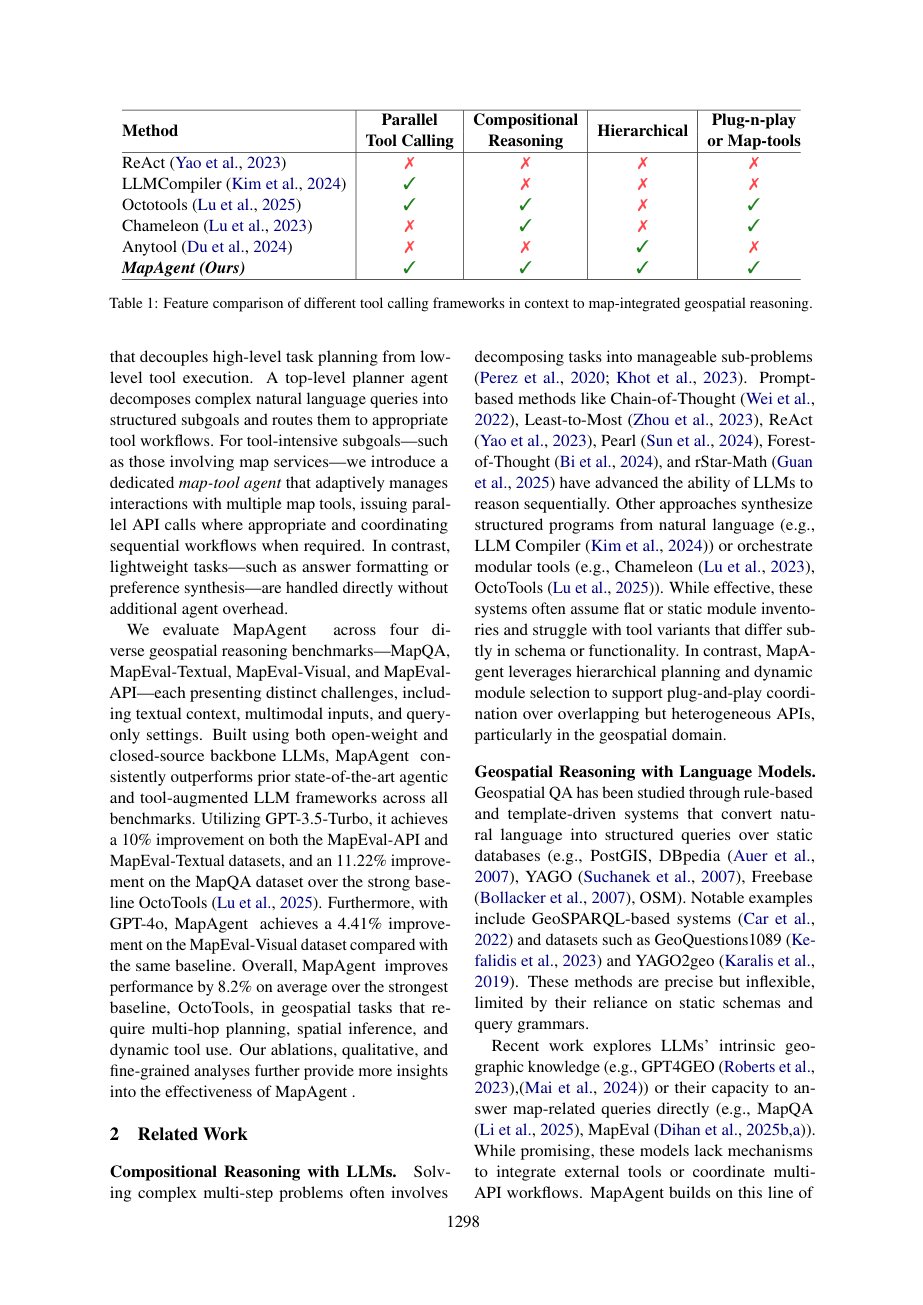 Method Parallel Tool Calling Compositional Reasoning Hierarchical Plug-n-play or Map-tools
ReAct (Yao et al., 2023) ✗ ✗ ✗ ✗
LLMCompiler (Kim et al., 2024) ✓ ✗ ✗ ✗
Octotools (Lu et al., 2025) ✓ ✓ ✗ ✓
Chameleon (Lu et al., 2023) ✗ ✓ ✗ ✓
Anytool (Du et al., 2024) ✗ ✗ ✓ ✗
MapAgent (Ours) ✓ ✓ ✓ ✓
Table 1: Feature comparison of different tool calling frameworks in context to map-integrated geospatial reasoning.
that decouples high-level task planning from low-
level tool execution. A top-level planner agent
decomposes complex natural language queries into
structured subgoals and routes them to appropriate
tool workflows. For tool-intensive subgoals—such
as those involving map services—we introduce a
dedicated map-tool agent that adaptively manages
interactions with multiple map tools, issuing paral-
lel API calls where appropriate and coordinating
sequential workflows when required. In contrast,
lightweight tasks—such as answer formatting or
preference synthesis—are handled directly without
additional agent overhead.
We evaluate MapAgent across four di-
verse geospatial reasoning benchmarks—MapQA,
MapEval-Textual, MapEval-Visual, and MapEval-
API—each presenting distinct challenges, includ-
ing textual context, multimodal inputs, and query-
only settings. Built using both open-weight and
closed-source backbone LLMs, MapAgent con-
sistently outperforms prior state-of-the-art agentic
and tool-augmented LLM frameworks across all
benchmarks. Utilizing GPT-3.5-Turbo, it achieves
a 10% improvement on both the MapEval-API and
MapEval-Textual datasets, and an 11.22% improve-
ment on the MapQA dataset over the strong base-
line OctoTools (Lu et al., 2025). Furthermore, with
GPT-4o, MapAgent achieves a 4.41% improve-
ment on the MapEval-Visual dataset compared with
the same baseline. Overall, MapAgent improves
performance by 8.2% on average over the strongest
baseline, OctoTools, in geospatial tasks that re-
quire multi-hop planning, spatial inference, and
dynamic tool use. Our ablations, qualitative, and
fine-grained analyses further provide more insights
into the effectiveness of MapAgent .
2 Related Work
Compositional Reasoning with LLMs. Solv-
ing complex multi-step problems often involves
decomposing tasks into manageable sub-problems
(Perez et al., 2020; Khot et al., 2023). Prompt-
based methods like Chain-of-Thought (Wei et al.,
2022), Least-to-Most (Zhou et al., 2023), ReAct
(Yao et al., 2023), Pearl (Sun et al., 2024), Forest-
of-Thought (Bi et al., 2024), and rStar-Math (Guan
et al., 2025) have advanced the ability of LLMs to
reason sequentially. Other approaches synthesize
structured programs from natural language (e.g.,
LLM Compiler (Kim et al., 2024)) or orchestrate
modular tools (e.g., Chameleon (Lu et al., 2023),
OctoTools (Lu et al., 2025)). While effective, these
systems often assume flat or static module invento-
ries and struggle with tool variants that differ sub-
tly in schema or functionality. In contrast, MapA-
gent leverages hierarchical planning and dynamic
module selection to support plug-and-play coordi-
nation over overlapping but heterogeneous APIs,
particularly in the geospatial domain.
Geospatial Reasoning with Language Models.
Geospatial QA has been studied through rule-based
and template-driven systems that convert natu-
ral language into structured queries over static
databases (e.g., PostGIS, DBpedia (Auer et al.,
2007), YAGO (Suchanek et al., 2007), Freebase
(Bollacker et al., 2007), OSM). Notable examples
include GeoSPARQL-based systems (Car et al.,
2022) and datasets such as GeoQuestions1089 (Ke-
falidis et al., 2023) and YAGO2geo (Karalis et al.,
2019). These methods are precise but inflexible,
limited by their reliance on static schemas and
query grammars.
Recent work explores LLMs’ intrinsic geo-
graphic knowledge (e.g., GPT4GEO (Roberts et al.,
2023),(Mai et al., 2024)) or their capacity to an-
swer map-related queries directly (e.g., MapQA
(Li et al., 2025), MapEval (Dihan et al., 2025b,a)).
While promising, these models lack mechanisms
to integrate external tools or coordinate multi-
API workflows. MapAgent builds on this line of
1298